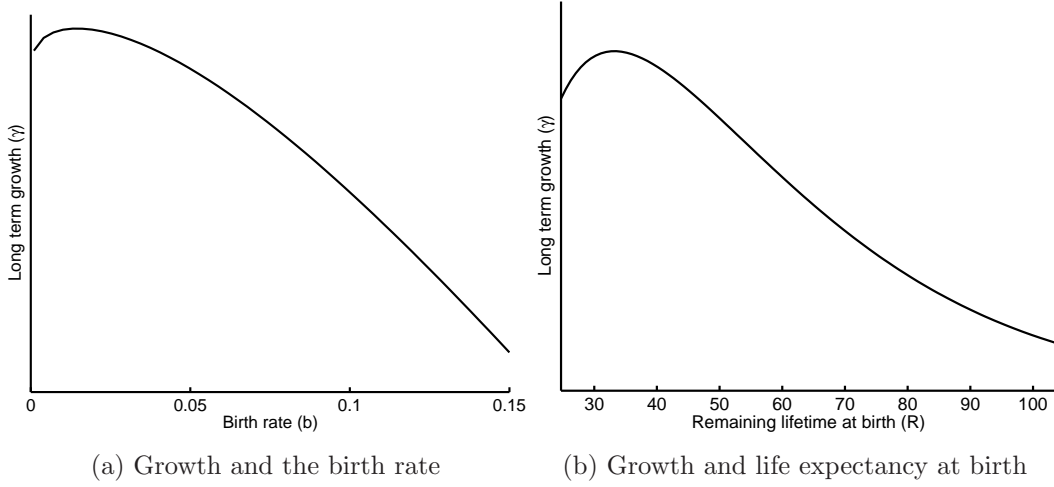 Long term growth (γ)
0
0.05
0.1
0.15
Birth rate (b)
(a) Growth and the birth rate
Long term growth (γ)
30
40
50
60
70
80
90
100
Remaining lifetime at birth (R)
(b) Growth and life expectancy at birth